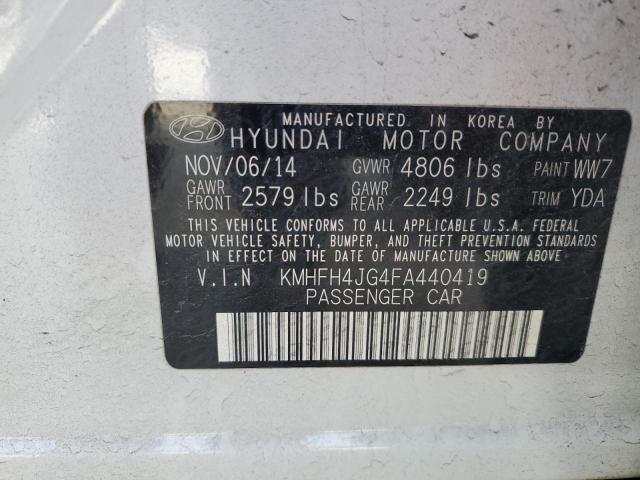 MANUFACTURED IN KOREA BY
HYUNDAI MOTOR COMPANY
NOV/06/14 GVWR 4806 lbs PAINT WW7
GAWR FRONT 2579 lbs GAWR REAR 2249 lbs TRIM YDA
THIS VEHICLE CONFORMS TO ALL APPLICABLE U.S.A. FEDERAL
MOTOR VEHICLE SAFETY, BUMPER, AND THEFT PREVENTION STANDARDS
IN EFFECT ON THE DATE OF MANUFACTURE SHOWN ABOVE.
V.I.N KMHFH4JG4FA440419
PASSENGER CAR